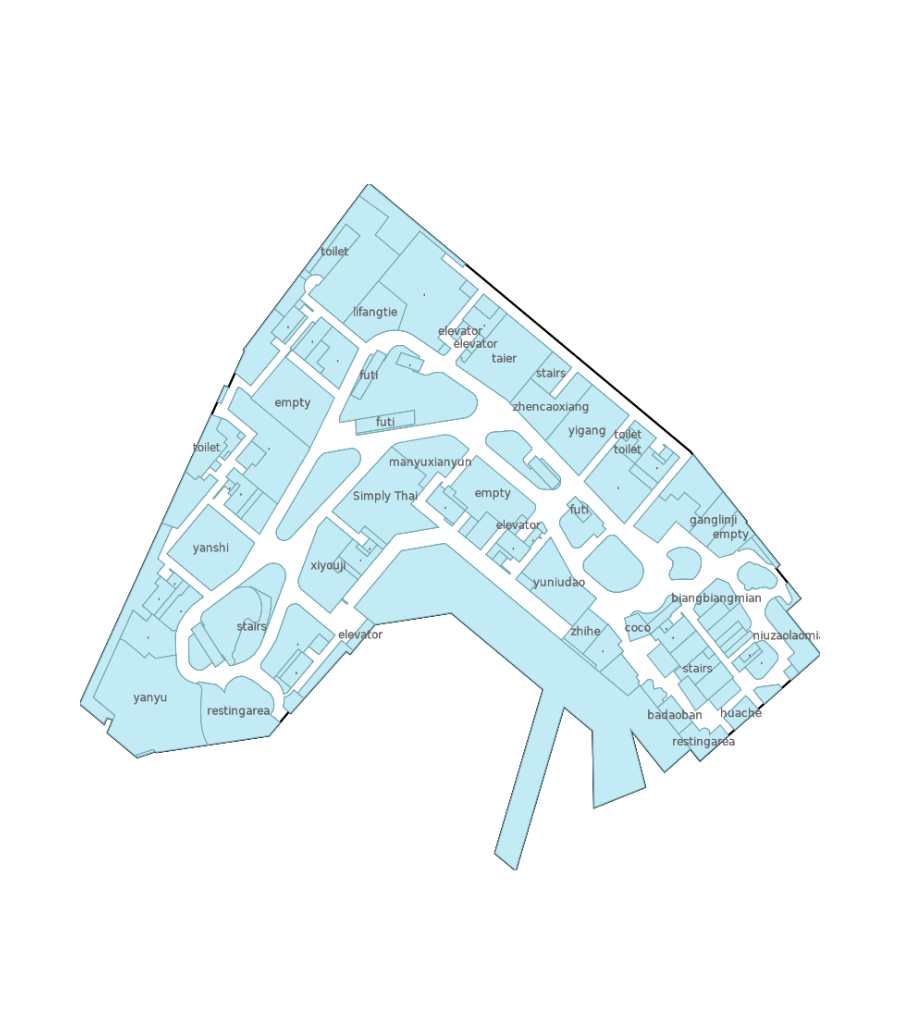 toilet
lifangtie
elevator
elevator
taier
stairs
futi
empty
zhencaoxiang
futi
yigang
toilet
toilet
toilet
manyuxianyun
Simply Thai
empty
futi
elevator
ganglinji
empty
yanshi
xiyouji
yuniudao
biangbiangmian
stairs
elevator
zhihe
coco
niuzaolaomi
stairs
yanyu
restingarea
badaoban
huache
restingarea